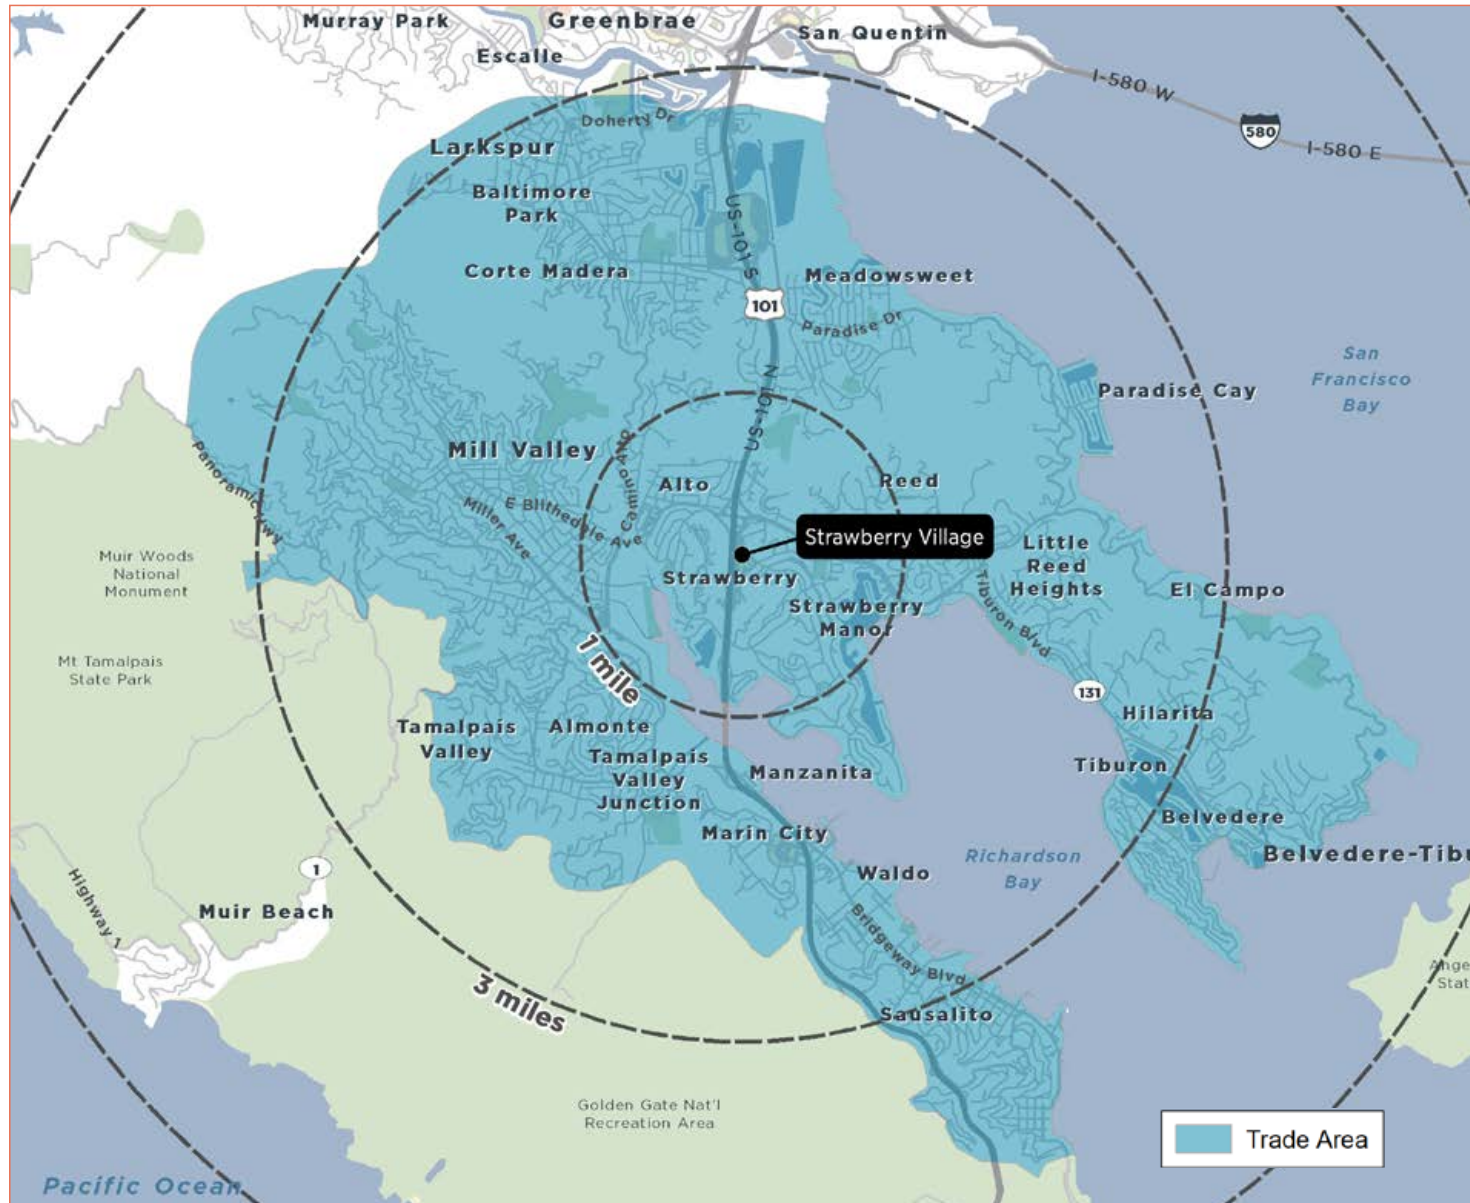 Murray Park
Greenbrae
San Quentin
Escalle
I-580 W
580
I-580 E
Doherty Dr
Larkspur
Baltimore
Park
US-101 S
Corte Madera
Meadowsweet
101
Paradise Dr
San
Francisco
Bay
Paradise Cay
US-101 N
Mill Valley
Camino Alto
Alto
Reed
Panoramic Hwy
Miller Ave
E Blithedale Ave
Strawberry Village
Little
Reed
Heights
Muir Woods
National
Monument
Strawberry
El Campo
Strawberry
Manor
Tiburon Blvd
1 mile
Mt Tamalpais
State Park
131
Hilarita
Tamalpais
Valley
Almonte
Tamalpais
Valley
Junction
Manzanita
Tiburon
Marin City
Belvedere
Belvedere-Tibu
Richardson
Bay
Waldo
1
Highway 1
Muir Beach
Bridgeway Blvd
Ange
Stat
3 miles
Sausalito
Golden Gate Nat'l
Recreation Area
Trade Area
Pacific Ocean